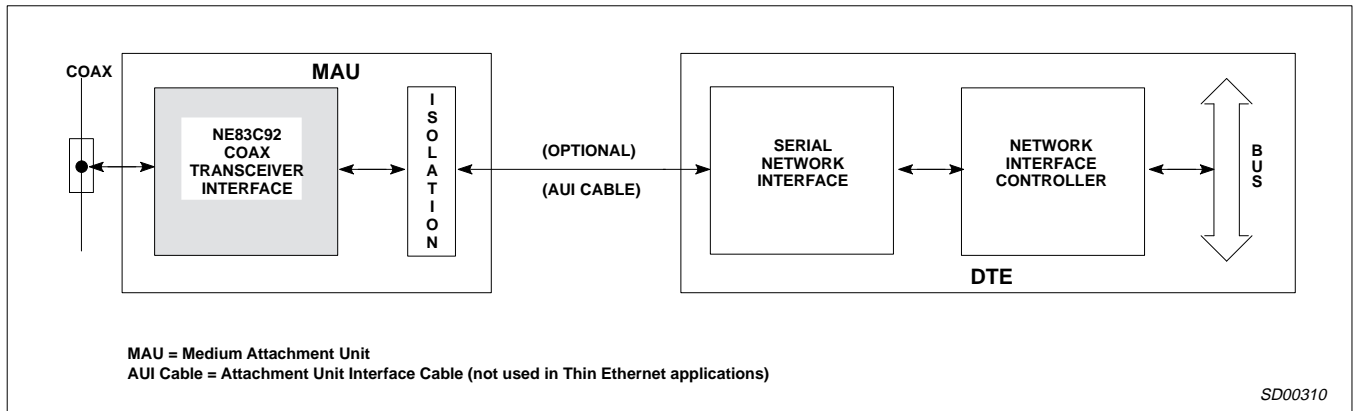 COAX
MAU
NE83C92
COAX
TRANSCEIVER
INTERFACE
I
S
O
L
A
T
I
O
N
(OPTIONAL)
(AUI CABLE)
SERIAL
NETWORK
INTERFACE
NETWORK
INTERFACE
CONTROLLER
B
U
S
DTE
MAU = Medium Attachment Unit
AUI Cable = Attachment Unit Interface Cable (not used in Thin Ethernet applications)
SD00310